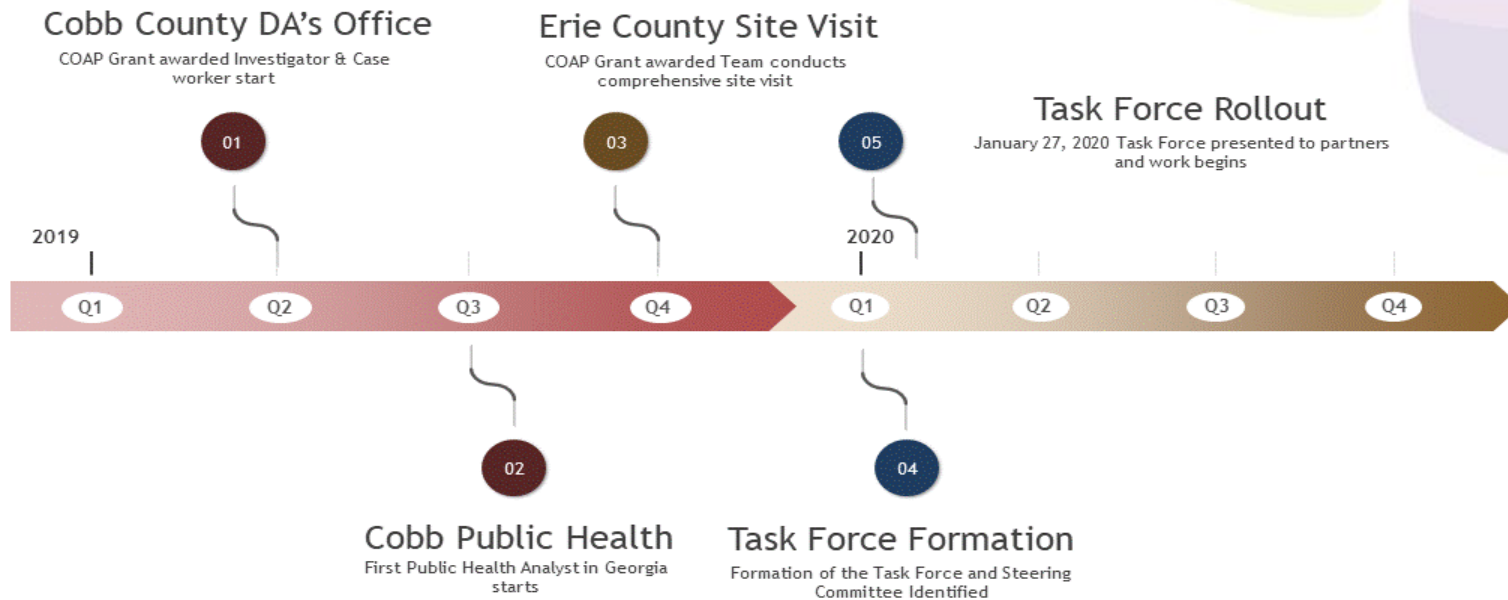 Cobb County DA's Office
COAP Grant awarded Investigator & Case
worker start
Erie County Site Visit
COAP Grant awarded Team conducts
comprehensive site visit
Task Force Rollout
January 27, 2020 Task Force presented to partners
and work begins
01
03
05
2019
2020
Q1
Q2
Q3
Q4
Q1
Q2
Q3
Q4
02
04
Cobb Public Health
First Public Health Analyst in Georgia
starts
Task Force Formation
Formation of the Task Force and Steering
Committee Identified